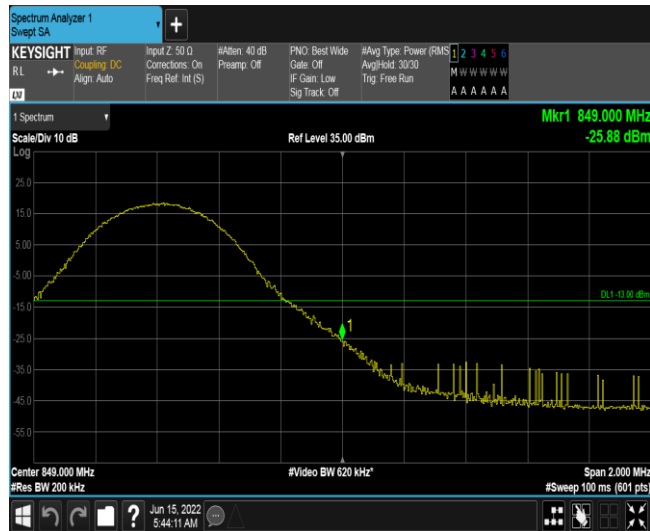 Spectrum Analyzer 1
Swept SA
+
KEYSIGHT Input: RF Input Z: 50 Ω #Atten: 40 dB PNO: Best Wide #Avg Type: Power (RMS 1 2 3 4 5 6
RL Coupling: DC Corrections: On Preamp: Off Gate: Off Avg|Hold: 30/30 M W W W W W
Align: Auto Freq Ref: Int (S) IF Gain: Low Trig: Free Run
LXI Sig Track: Off A A A A A A
1 Spectrum Mkr1 849.000 MHz
Scale/Div 10 dB Ref Level 35.00 dBm -25.88 dBm
Log
25.0
15.0
5.00
-5.00
DL1 -13.00 dBm
-15.0
1
-25.0
-35.0
-45.0
-55.0
Center 849.000 MHz #Video BW 620 kHz* Span 2.000 MHz
#Res BW 200 kHz #Sweep 100 ms (601 pts)
? Jun 15, 2022
5:44:11 AM